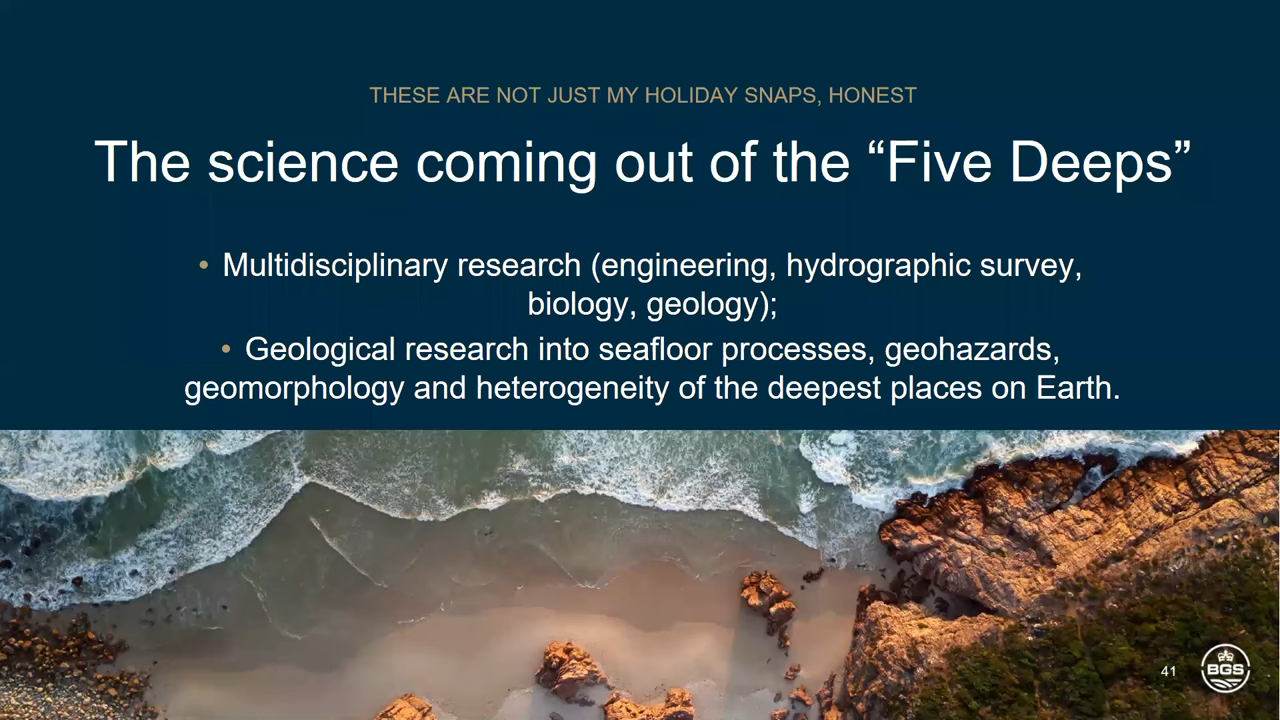 THESE ARE NOT JUST MY HOLIDAY SNAPS, HONEST
The science coming out of the “Five Deeps”
• Multidisciplinary research (engineering, hydrographic survey,
biology, geology);
• Geological research into seafloor processes, geohazards,
geomorphology and heterogeneity of the deepest places on Earth.
41
BGS